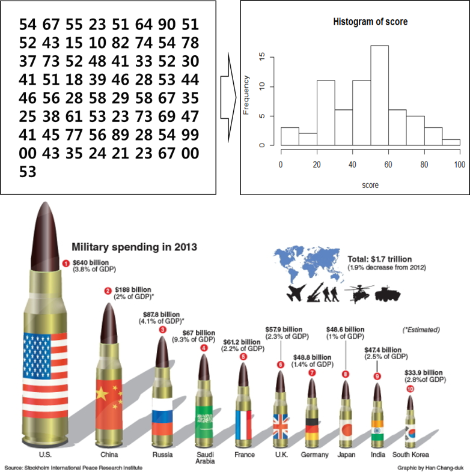 54 67 55 23 51 64 90 51
52 43 15 10 82 74 54 78
37 73 52 48 41 33 52 30
41 51 18 39 46 28 53 44
46 56 28 58 29 58 67 35
25 38 61 53 23 73 69 47
41 45 77 56 89 28 54 99
00 43 35 24 21 23 67 00
53
Histogram of score
Frequency
15
10
5
0
0 20 40 60 80 100
score
Military spending in 2013
Total: $1.7 trillion
(1.9% decrease from 2012)
1 $640 billion
(3.8% of GDP)
2
$188 billion
(2% of GDP)*
$87.8 billion
(4.1% of GDP)*
3
$67 billion
(9.3% of GDP)
4
$61.2 billion
(2.2% of GDP)
5
$57.9 billion
(2.3% of GDP)
6
$48.8 billion
(1.4% of GDP)
7
$48.6 billion
(1% of GDP)
8
$47.4 billion
(2.5% of GDP)
9
(*Estimated)
$33.9 billion
(2.8% of GDP)
10
U.S.
China
Russia
Saudi
Arabia
France
U.K.
Germany
Japan
India
South Korea
Source: Stockholm International Peace Research Institute
Graphic by Han Chang-duk